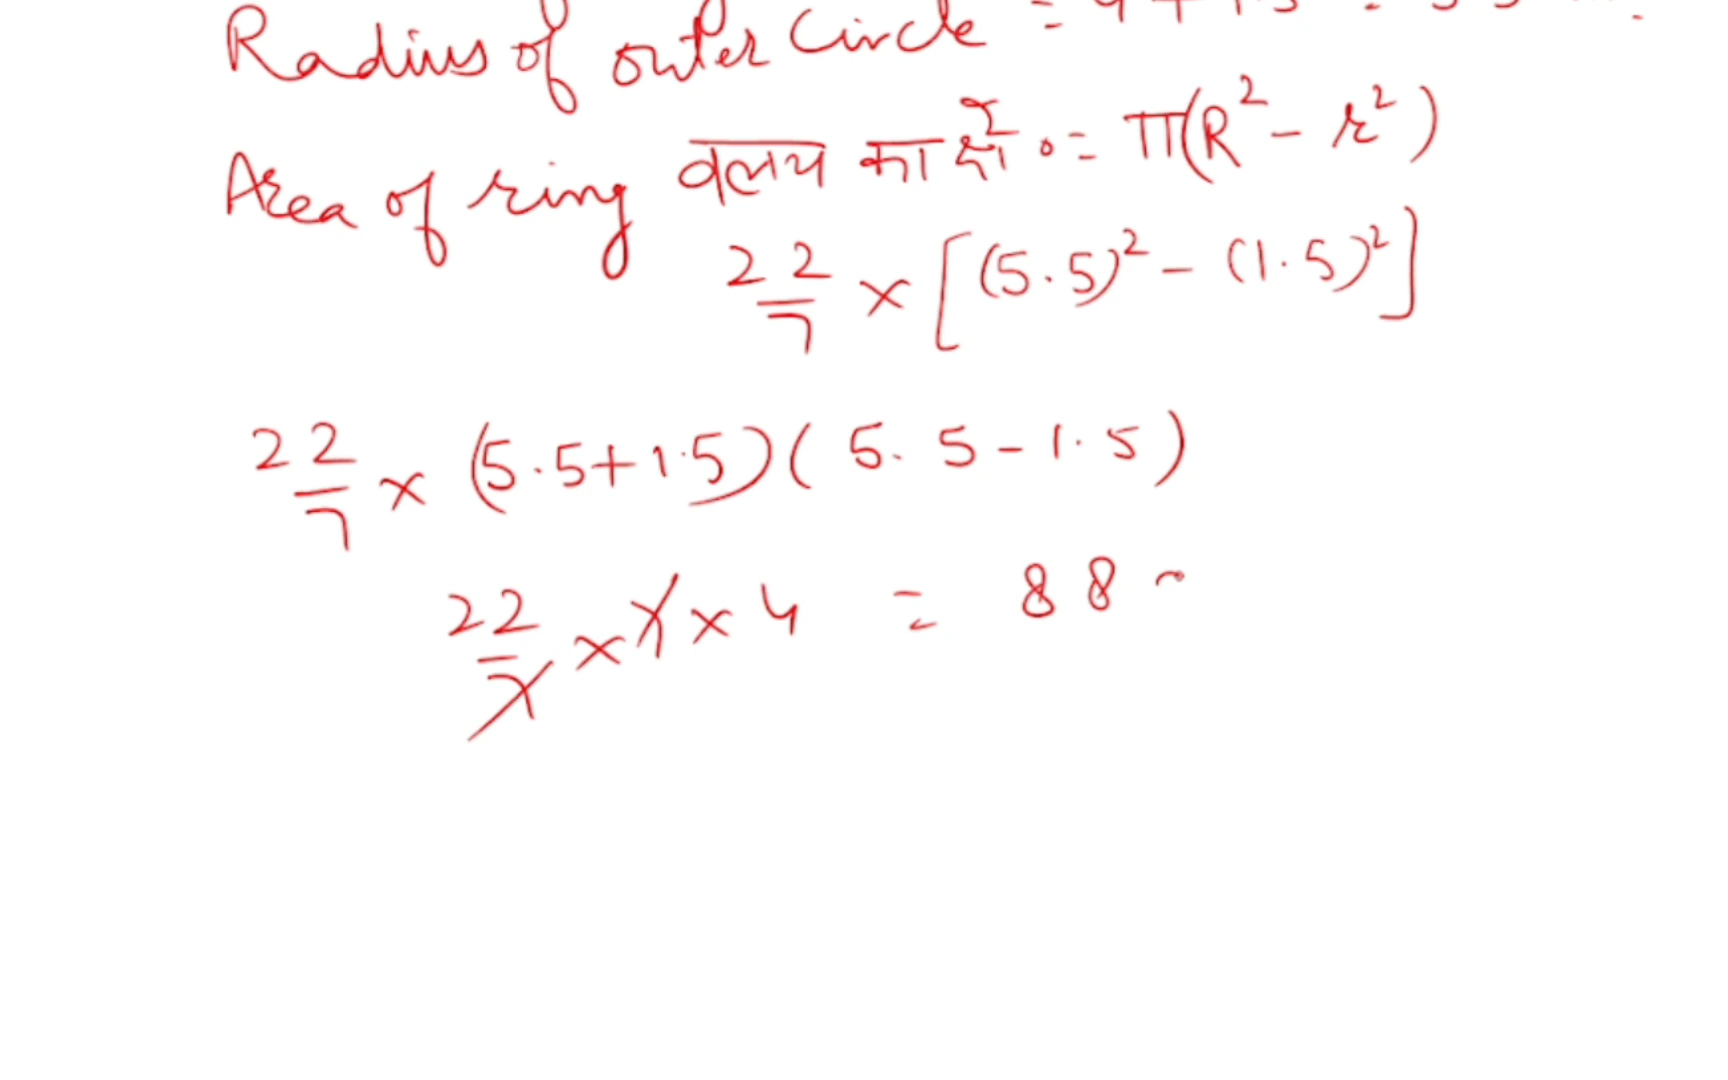 Radius of outer Circle =
Area of ring वलय का क्षे० = π(R² - r²)
22/7 × [(5.5)² - (1.5)²]
22/7 × (5.5+1.5)(5.5-1.5)
22/7 × 7 × 4 = 88